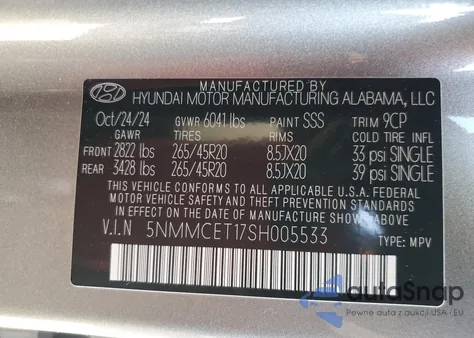 MANUFACTURED BY
HYUNDAI MOTOR MANUFACTURING ALABAMA, LLC
Oct/24/24 GVWR 6041 lbs PAINT SSS TRIM 9CP
GAWR TIRES RIMS COLD TIRE INFL
FRONT 2822 lbs 265/45R20 8.5JX20 33 psi SINGLE
REAR 3428 lbs 265/45R20 8.5JX20 39 psi SINGLE
THIS VEHICLE CONFORMS TO ALL APPLICABLE U.S.A. FEDERAL
MOTOR VEHICLE SAFETY AND THEFT PREVENTION STANDARDS
IN EFFECT ON THE DATE OF MANUFACTURE SHOWN ABOVE.
V.I.N 5NMMCET17SH005533 TYPE: MPV
autoSnap
Pewne auta z aukcji USA - EU